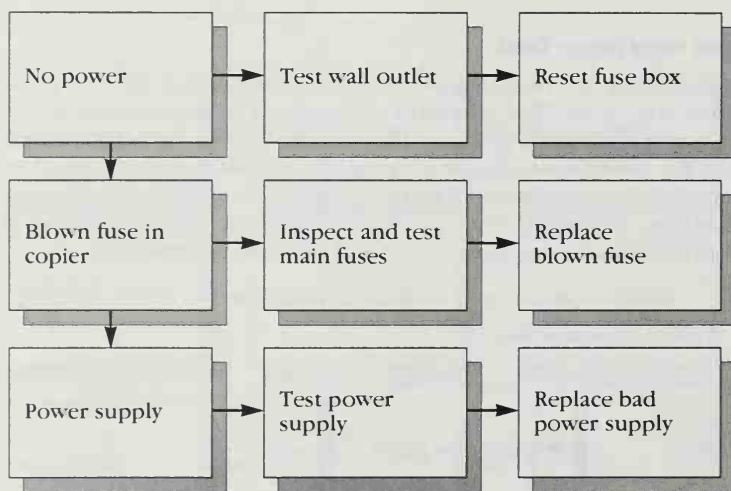 No power
Test wall outlet
Reset fuse box
Blown fuse in
copier
Inspect and test
main fuses
Replace
blown fuse
Power supply
Test power
supply
Replace bad
power supply